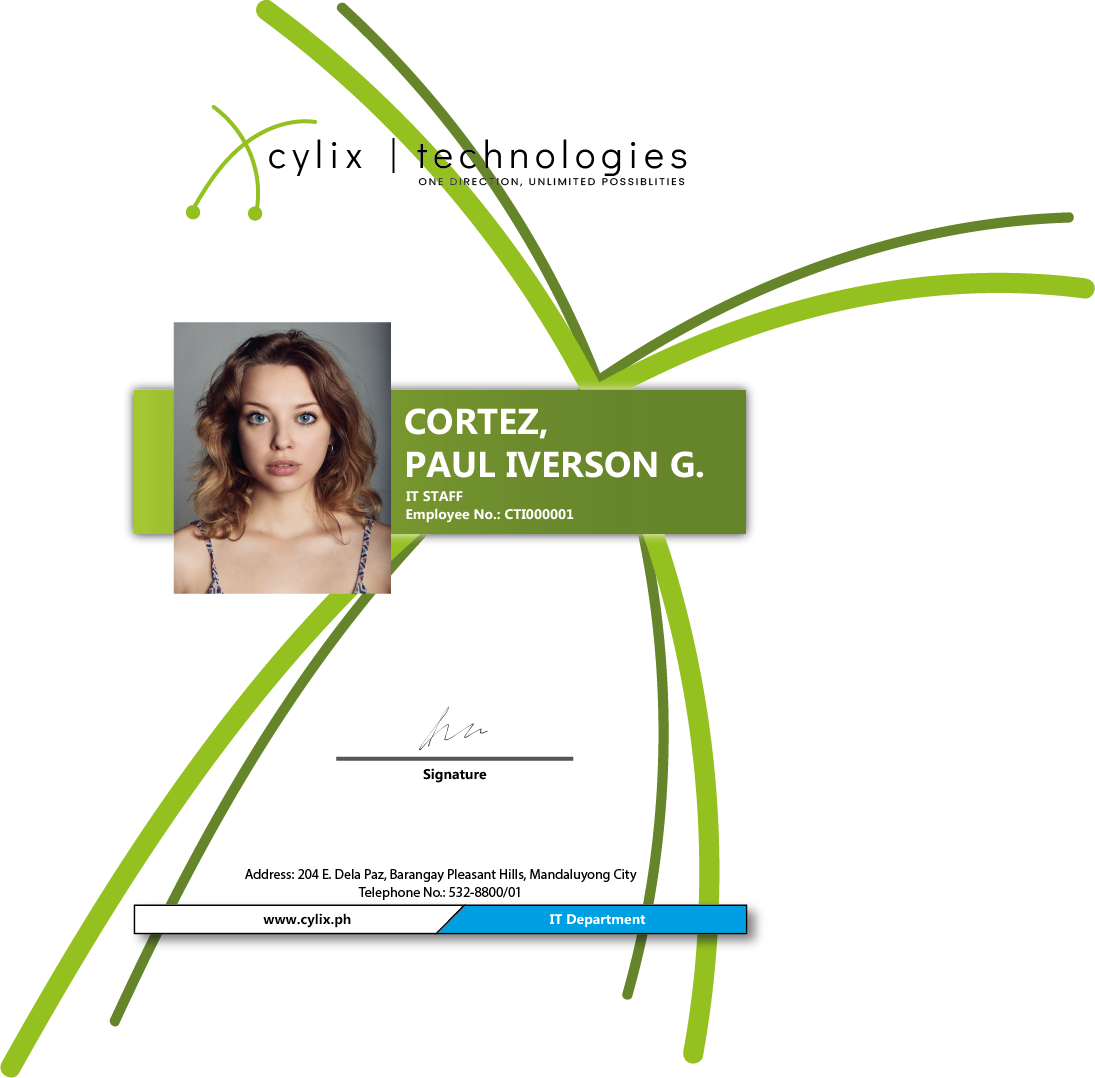 cylix | technologies
ONE DIRECTION, UNLIMITED POSSIBLITIES
CORTEZ,
PAUL IVERSON G.
IT STAFF
Employee No.: CTI000001
Signature
Address: 204 E. Dela Paz, Barangay Pleasant Hills, Mandaluyong City
Telephone No.: 532-8800/01
www.cylix.ph
IT Department